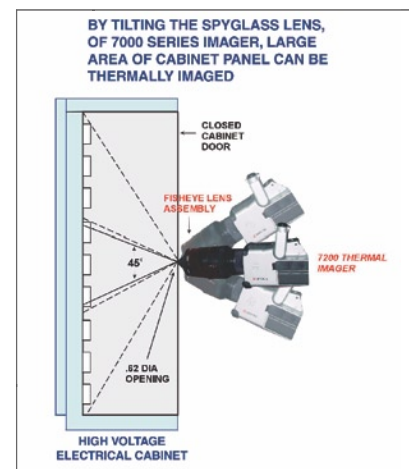 BY TILTING THE SPYGLASS LENS,
OF 7000 SERIES IMAGER, LARGE
AREA OF CABINET PANEL CAN BE
THERMALLY IMAGED
CLOSED
CABINET
DOOR
FISHEYE LENS
ASSEMBLY
7200 THERMAL
IMAGER
45°
.62 DIA
OPENING
HIGH VOLTAGE
ELECTRICAL CABINET